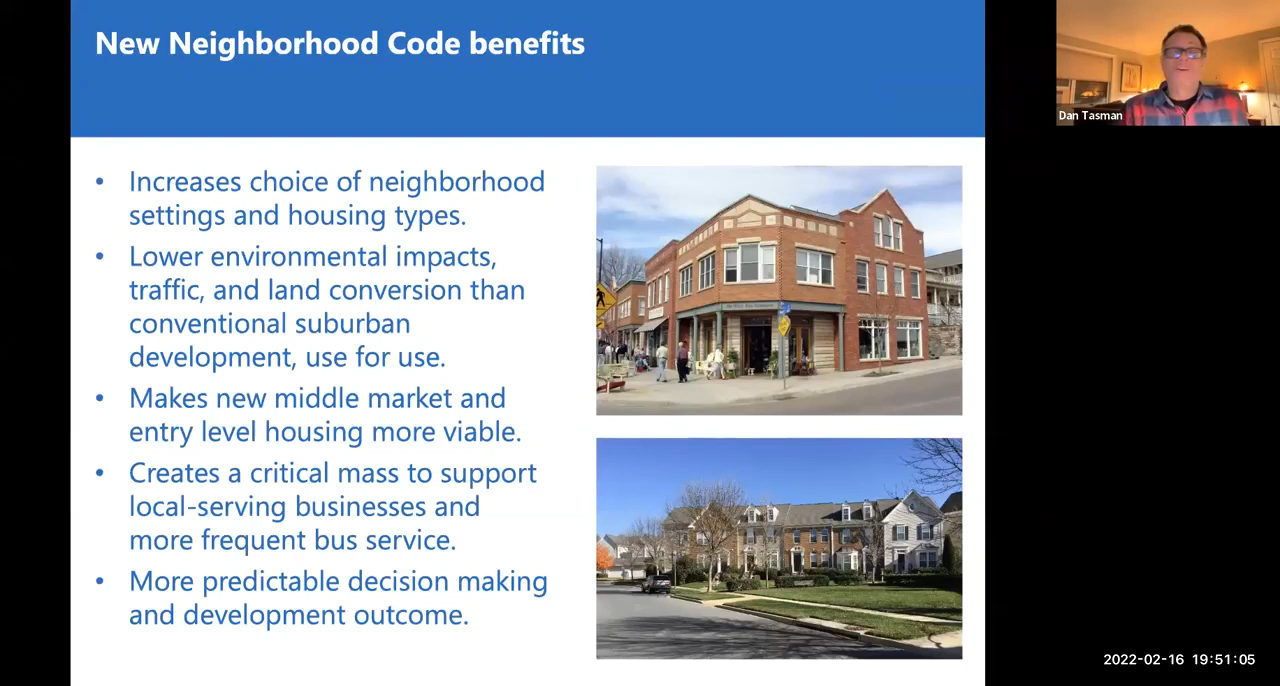 New Neighborhood Code benefits
• Increases choice of neighborhood
settings and housing types.
• Lower environmental impacts,
traffic, and land conversion than
conventional suburban
development, use for use.
• Makes new middle market and
entry level housing more viable.
• Creates a critical mass to support
local-serving businesses and
more frequent bus service.
• More predictable decision making
and development outcome.
Dan Tasman
2022-02-16 19:51:05